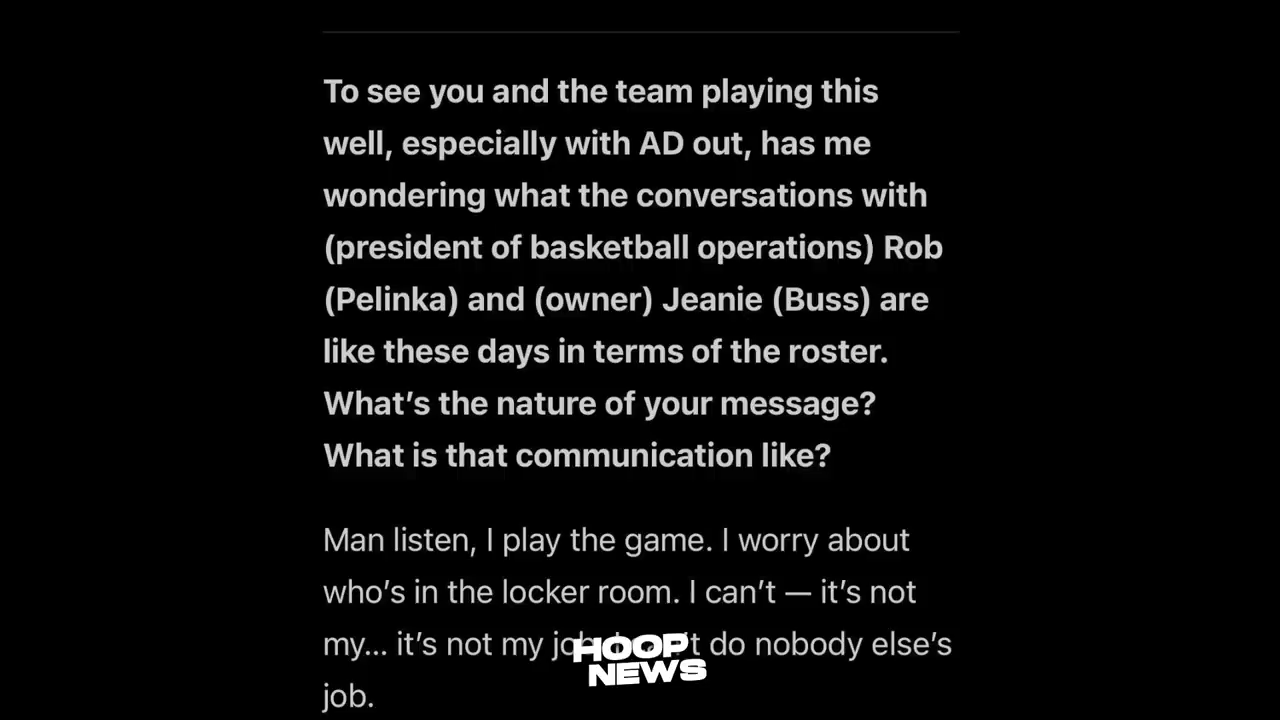 To see you and the team playing this
well, especially with AD out, has me
wondering what the conversations with
(president of basketball operations) Rob
(Pelinka) and (owner) Jeanie (Buss) are
like these days in terms of the roster.
What’s the nature of your message?
What is that communication like?
Man listen, I play the game. I worry about
who’s in the locker room. I can’t — it’s not
my... it’s not my do nobody else’s
job.
HOOP
NEWS